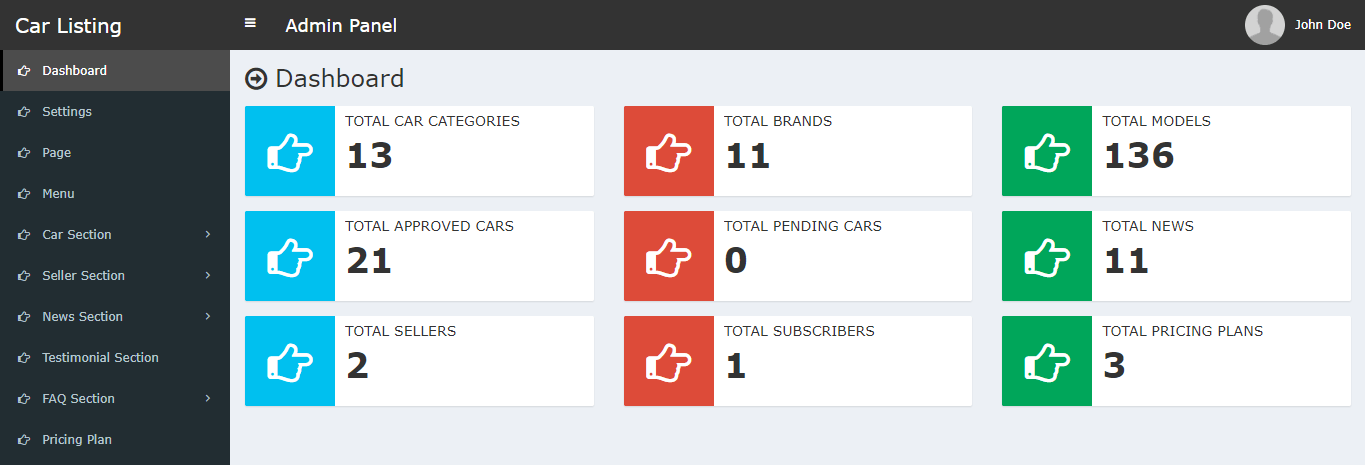 Car Listing
Admin Panel
John Doe
Dashboard
Settings
Page
Menu
Car Section
Seller Section
News Section
Testimonial Section
FAQ Section
Pricing Plan
Dashboard
TOTAL CAR CATEGORIES
13
TOTAL BRANDS
11
TOTAL MODELS
136
TOTAL APPROVED CARS
21
TOTAL PENDING CARS
0
TOTAL NEWS
11
TOTAL SELLERS
2
TOTAL SUBSCRIBERS
1
TOTAL PRICING PLANS
3